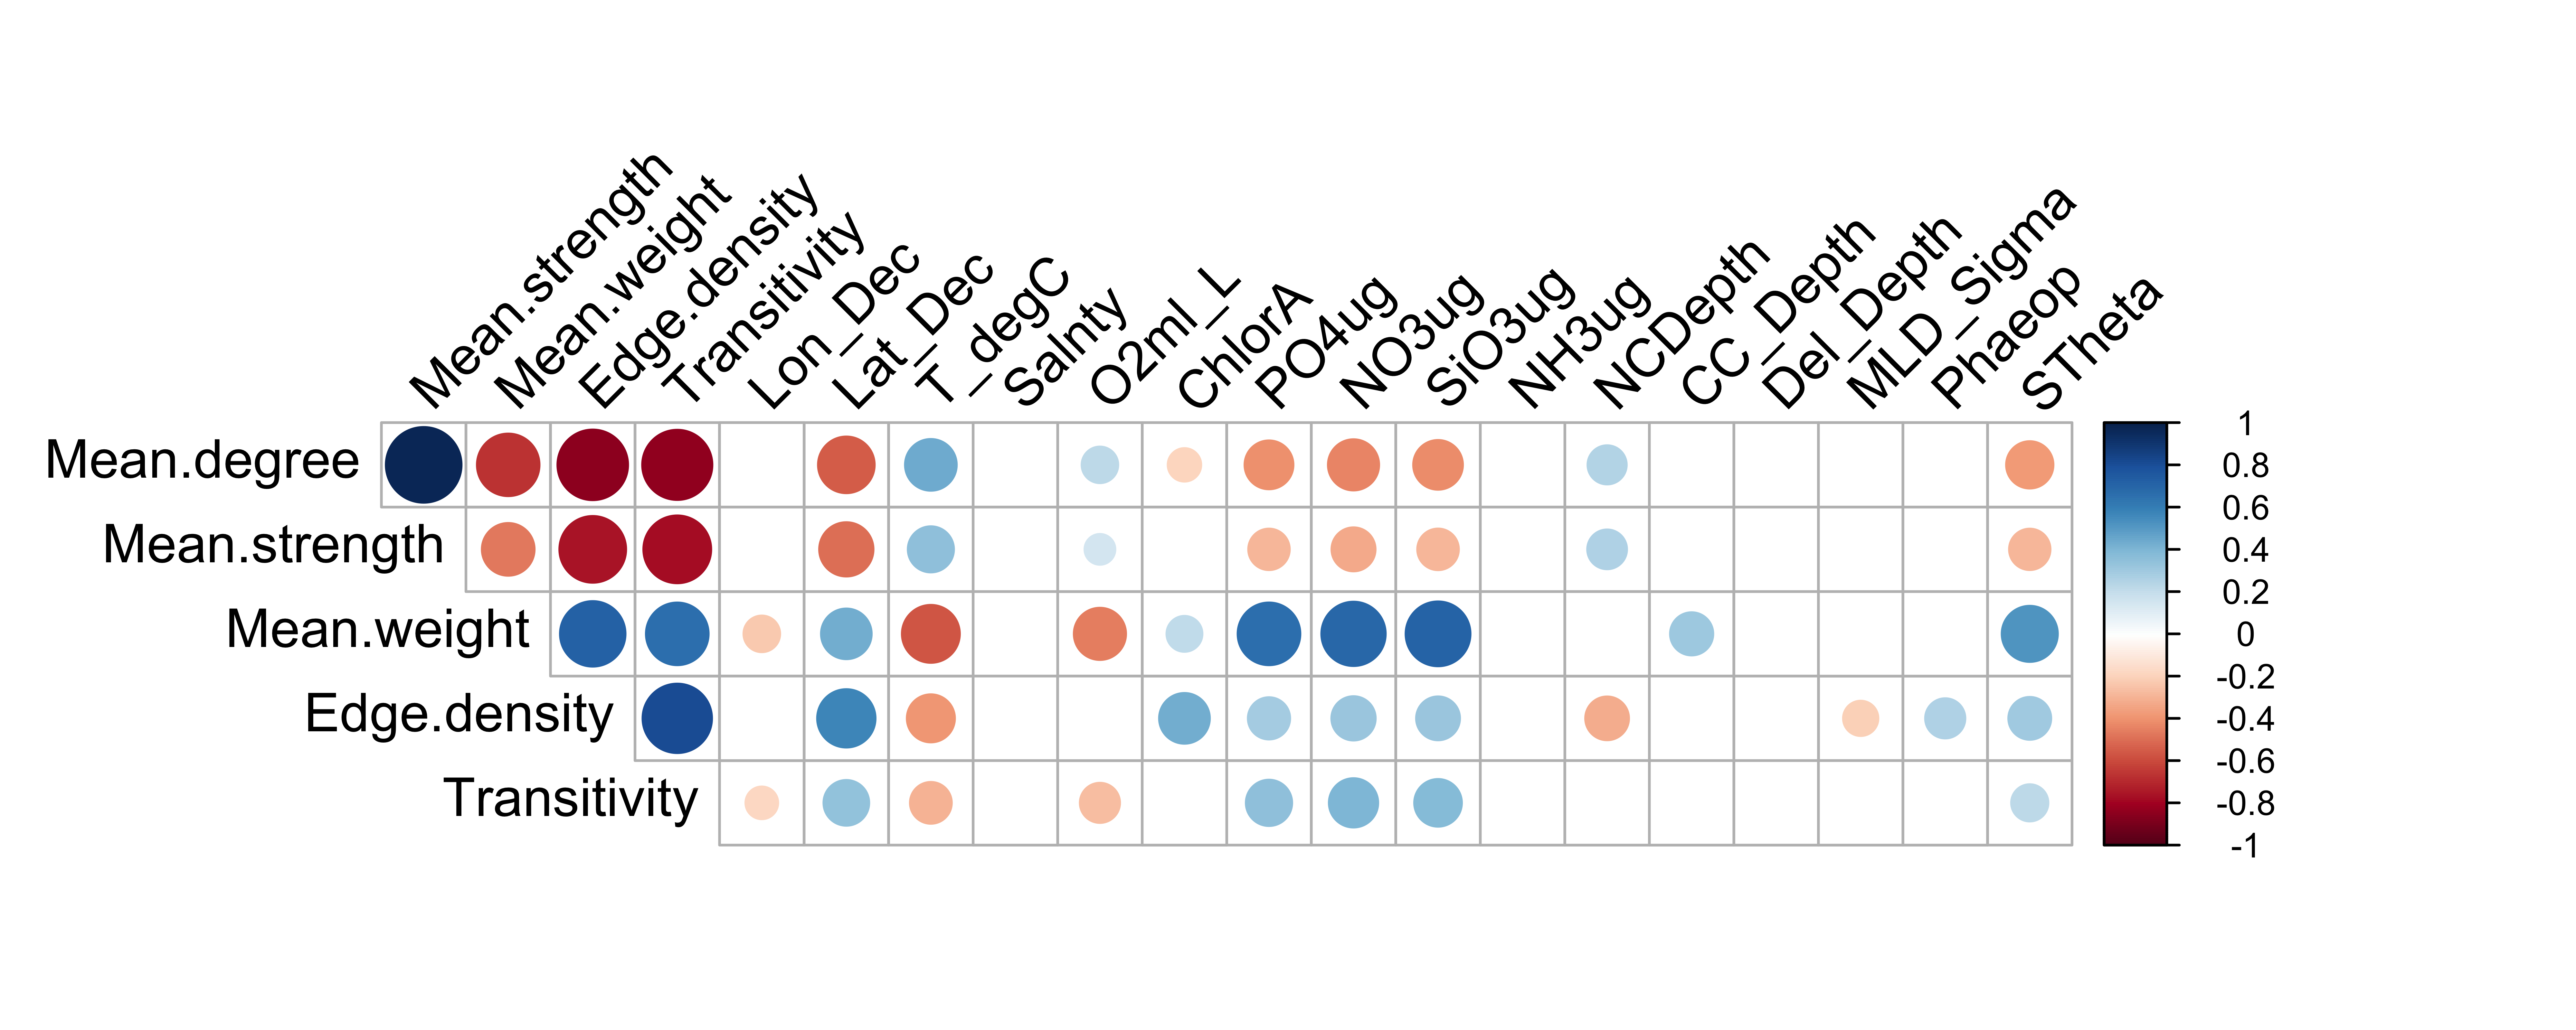 Mean.strength
Mean.weight
Edge.density
Transitivity
Lon_Dec
Lat_Dec
T_degC
Salnty
O2ml_L
ChlorA
PO4ug
NO3ug
SiO3ug
NH3ug
NCDepth
CC_Depth
Del_Depth
MLD_Sigma
Phaeop
STheta
Mean.degree
Mean.strength
Mean.weight
Edge.density
Transitivity
1
0.8
0.6
0.4
0.2
0
-0.2
-0.4
-0.6
-0.8
-1